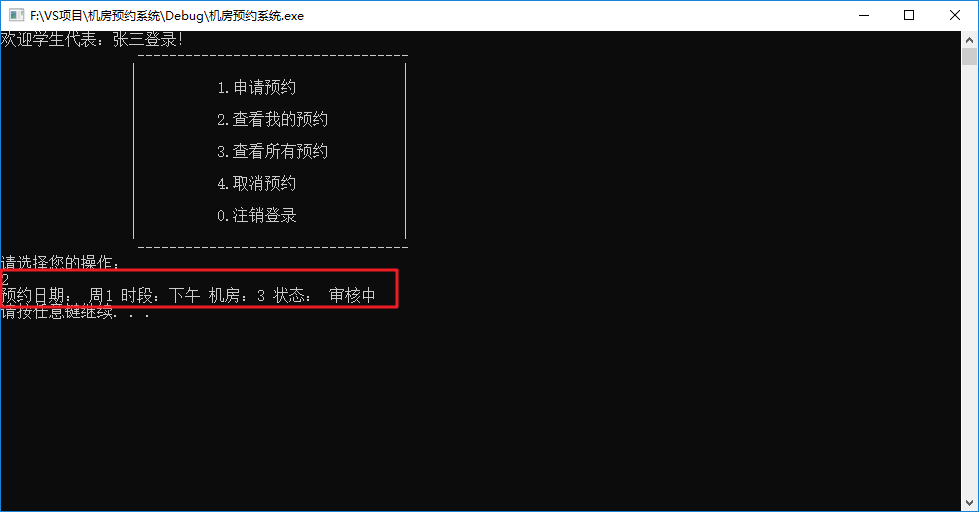 F:\VS项目\机房预约系统\Debug\机房预约系统.exe
欢迎学生代表：张三登录!
1.申请预约
2.查看我的预约
3.查看所有预约
4.取消预约
0.注销登录
请选择您的操作：
2
预约日期： 周1 时段：下午 机房：3 状态： 审核中
请按任意键继续. . .